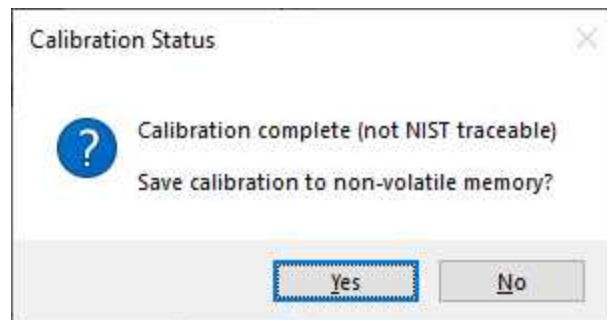 Calibration Status
?
Calibration complete (not NIST traceable)
Save calibration to non-volatile memory?
Yes No